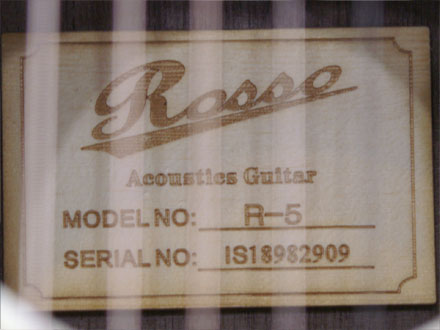 Rosso
Acoustics Guitar
MODEL NO: R-5
SERIAL NO: IS18982909